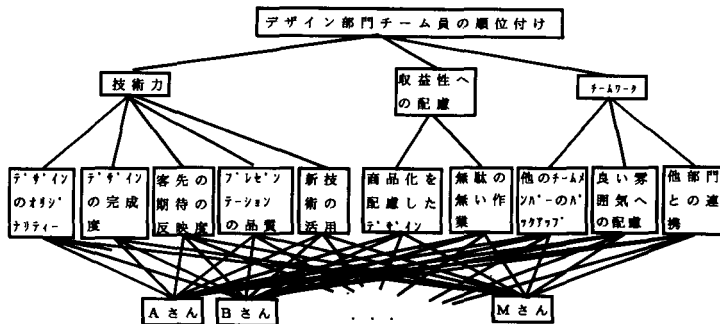 デザイン部門チーム員の順位付け
技術力
収益性へ
の配慮
チームワーク
デザイン
のオリジ
ナリティー
デザイン
の完成
度
客先の
期待の
反映度
プレゼン
テーション
の品質
新技
術の
活用
商品化を
配慮した
デザイン
無駄の
無い作
業
他のチームメ
ンバーのバ
ックアップ
良い雰
囲気へ
の配慮
他部門
との連
携
Aさん
Bさん
・・・
Mさん